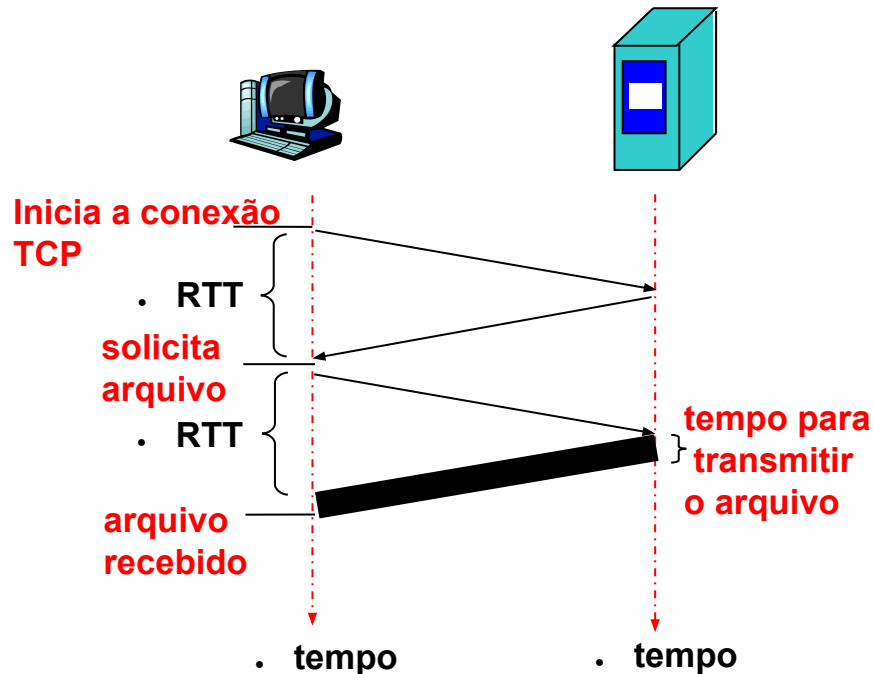 Inicia a conexão
TCP
. RTT
solicita
arquivo
. RTT
tempo para
transmitir
o arquivo
arquivo
recebido
. tempo
. tempo